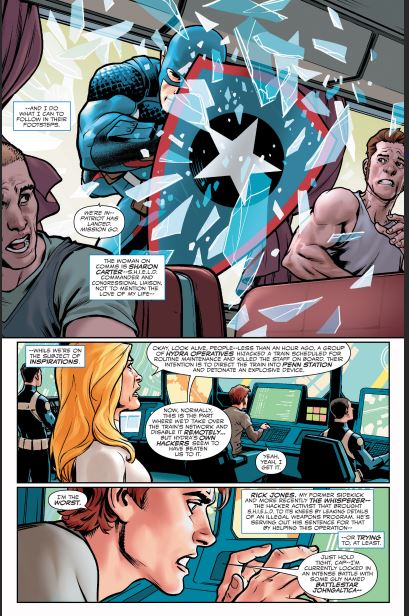 --AND I DO
WHAT I CAN TO
FOLLOW IN THEIR
FOOTSTEPS.
WE'RE IN--
PATRIOT HAS
LANDED.
MISSION GO.
THE WOMAN ON
COMMS IS SHARON
CARTER--S.H.I.E.L.D.
COMMANDER AND
CONGRESSIONAL LIAISON,
NOT TO MENTION THE
LOVE OF MY LIFE--
--WHILE WE'RE ON
THE SUBJECT OF
INSPIRATIONS.
OKAY, LOOK ALIVE, PEOPLE--LESS THAN AN HOUR AGO, A GROUP
OF HYDRA OPERATIVES HIJACKED A TRAIN SCHEDULED FOR
ROUTINE MAINTENANCE AND KILLED THE STAFF ON BOARD. THEIR
INTENTION IS TO DIRECT THE TRAIN INTO PENN STATION
AND DETONATE AN EXPLOSIVE DEVICE.
NOW, NORMALLY,
THIS IS THE PART
WHERE WE'D TAKE OVER
THE TRAIN'S NETWORK AND
DISABLE IT REMOTELY...
BUT HYDRA'S OWN
HACKERS SEEM TO
HAVE BEATEN
US TO IT.
YEAH,
YEAH, I
GET IT.
I'M THE
WORST.
RICK JONES. MY FORMER SIDEKICK
AND MORE RECENTLY THE WHISPERER--
THE HACKER ACTIVIST THAT BROUGHT
S.H.I.E.L.D. TO ITS KNEES BY LEAKING DETAILS
OF AN ILLEGAL WEAPONS PROGRAM. HE'S
SERVING OUT HIS SENTENCE FOR THAT
BY HELPING THIS OPERATION--
--OR TRYING
TO, AT LEAST.
JUST HOLD
TIGHT, CAP--I'M
CURRENTLY LOCKED IN
AN INTENSE BATTLE WITH
SOME GUY NAMED
BATTLESTAR
JOHNGALTICA--